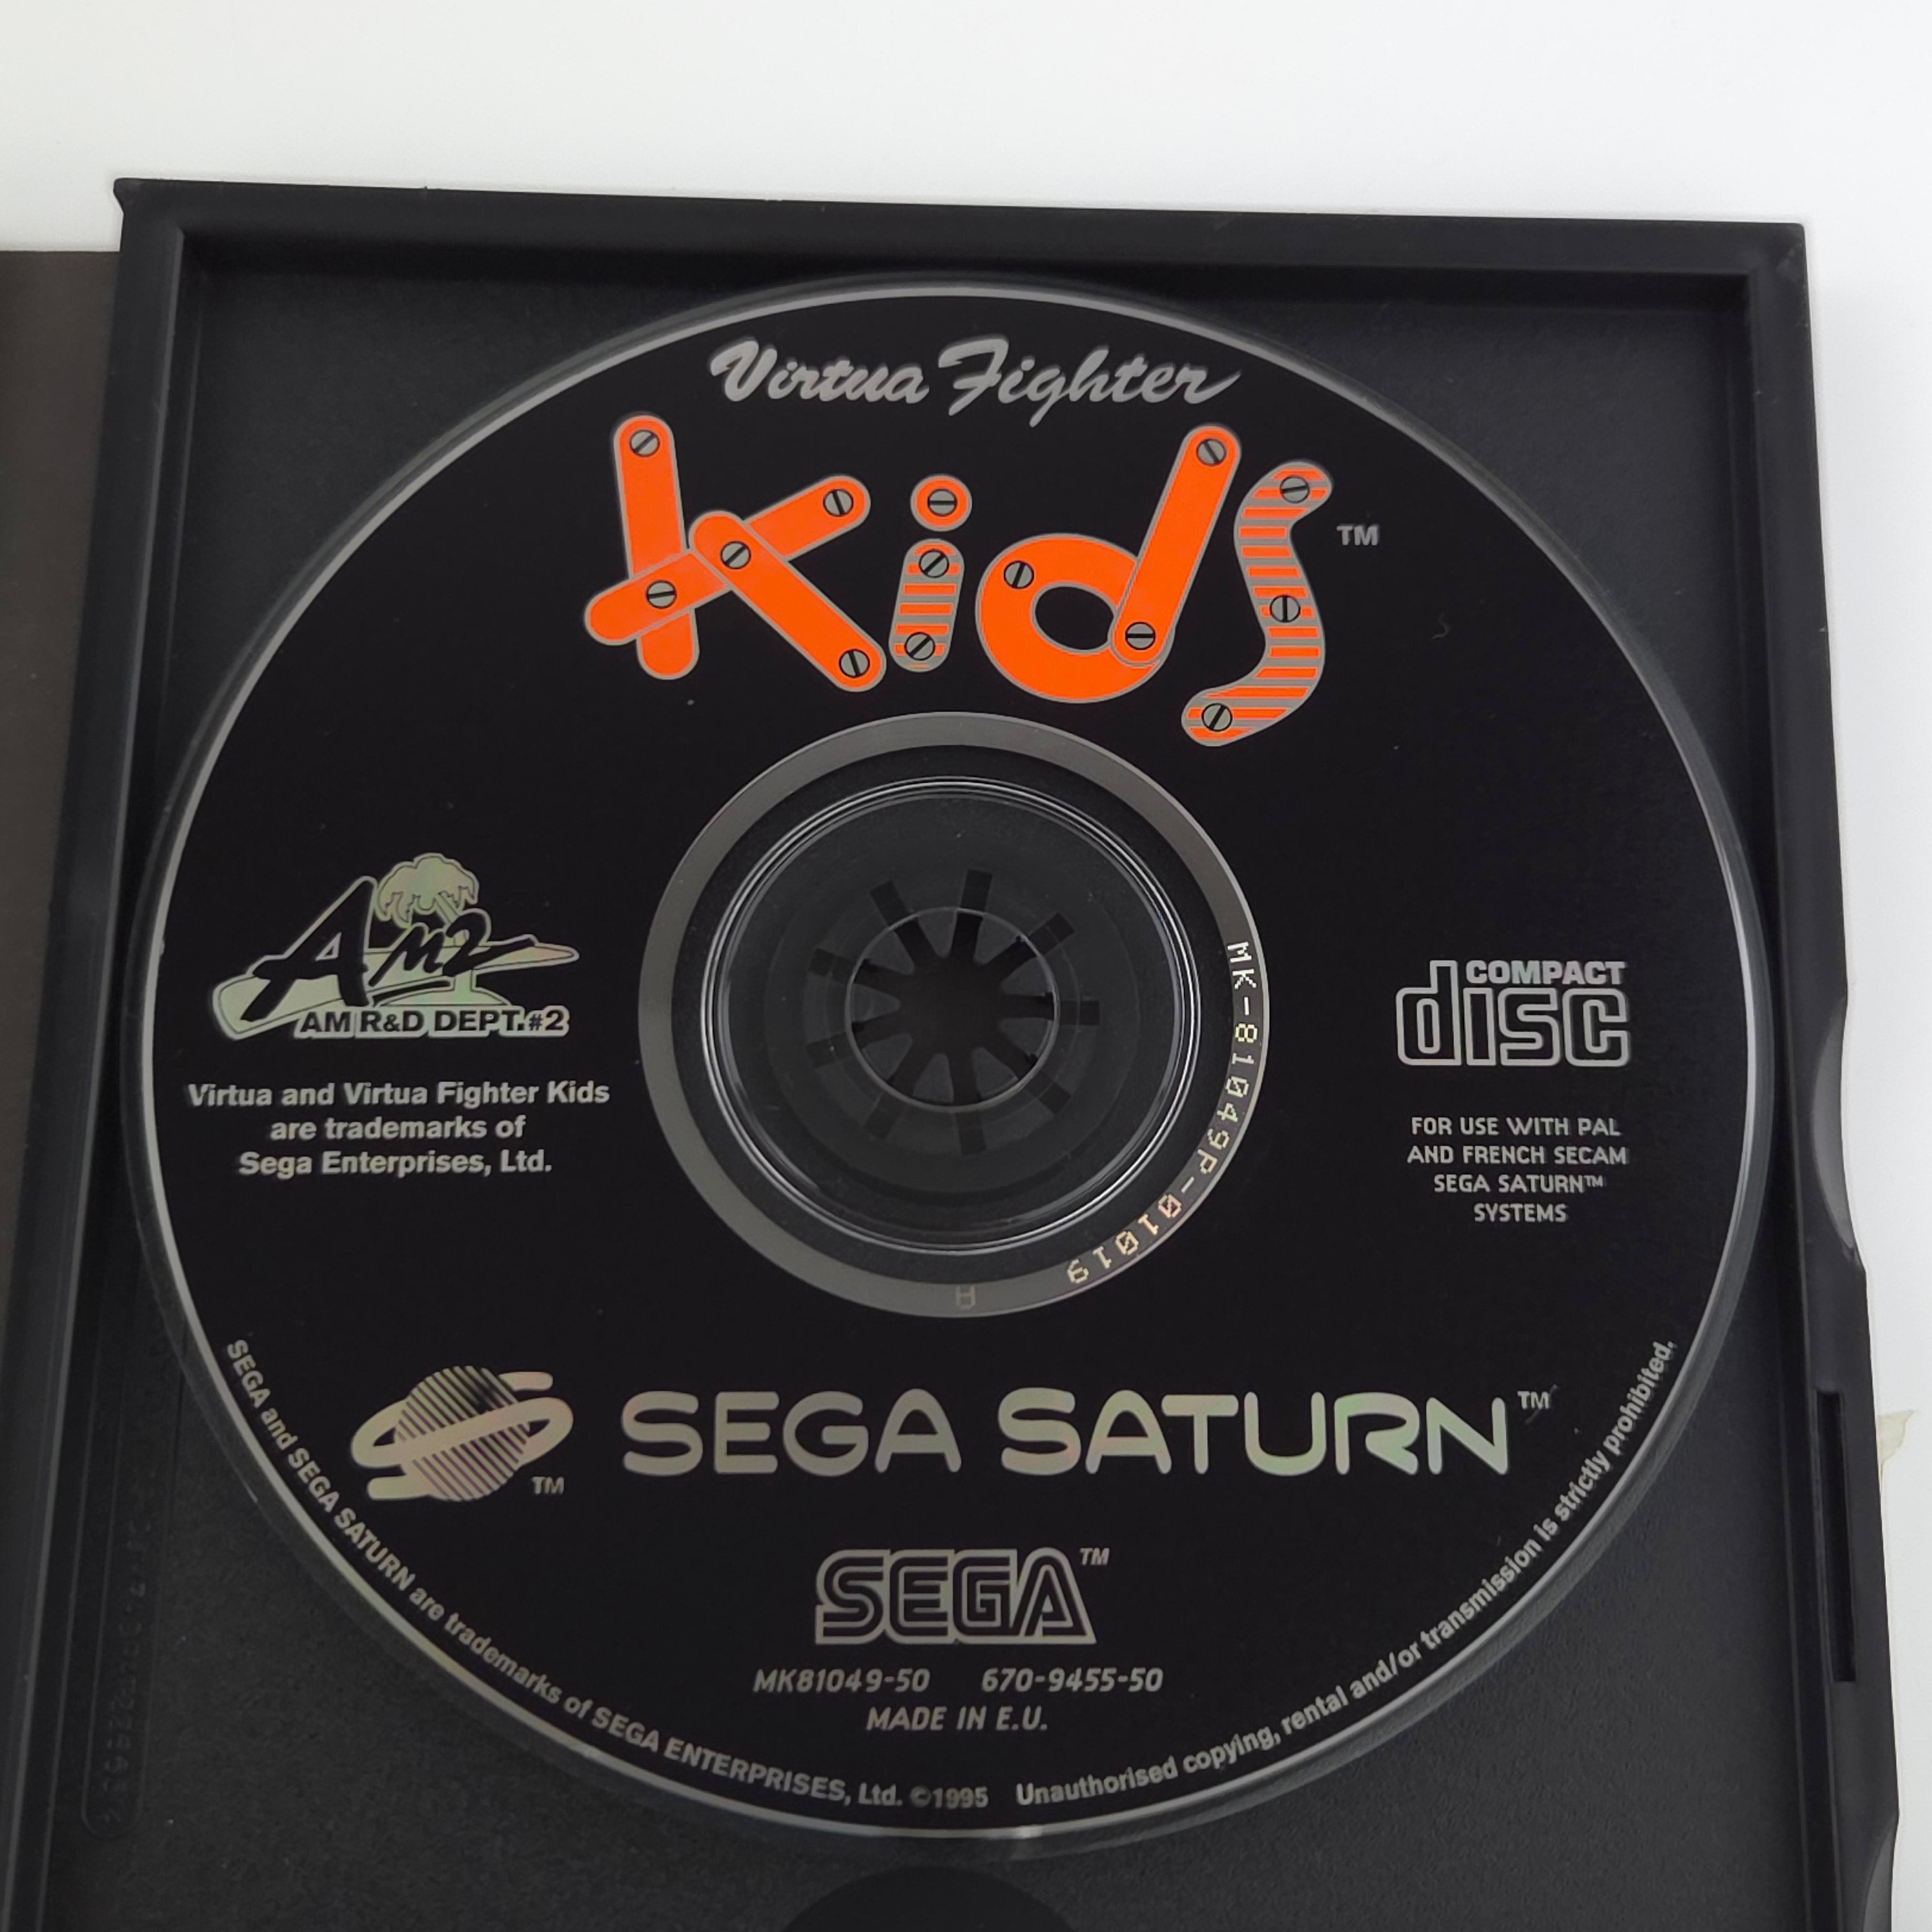 Virtua Fighter
Kids™
AM2
AM R&D DEPT.#2
Virtua and Virtua Fighter Kids
are trademarks of
Sega Enterprises, Ltd.
COMPACT
disc
FOR USE WITH PAL
AND FRENCH SECAM
SEGA SATURN™
SYSTEMS
MK-81049P-01019
™ SEGA SATURN™
SEGA™
MK81049-50 670-9455-50
MADE IN E.U.
SEGA and SEGA SATURN are trademarks of SEGA ENTERPRISES, Ltd. ©1995 Unauthorised copying, rental and/or transmission is strictly prohibited.